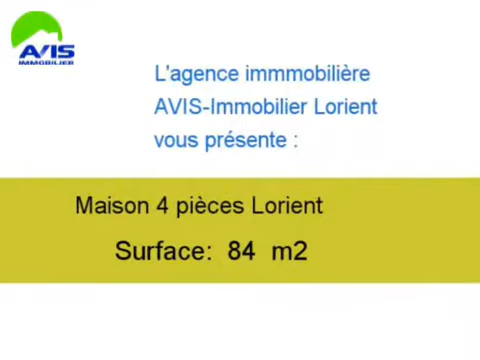 AVIS
IMMOBILIER
L'agence immmobilière
AVIS-Immobilier Lorient
vous présente :
Maison 4 pièces Lorient
Surface: 84 m2